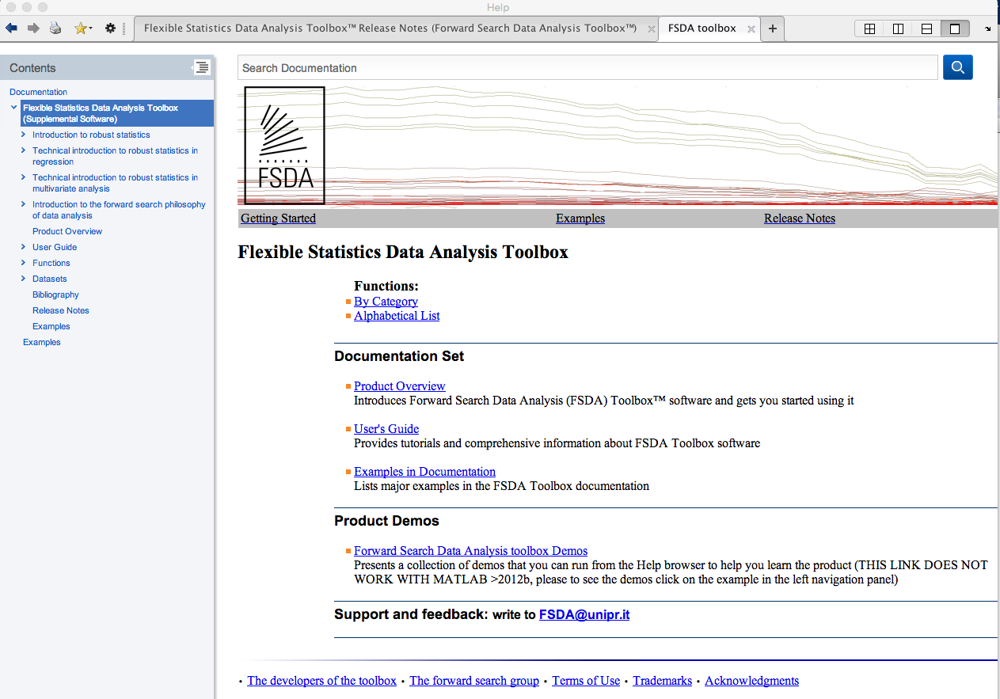 Help
Flexible Statistics Data Analysis Toolbox™ Release Notes (Forward Search Data Analysis Toolbox™)
FSDA toolbox
Contents
Documentation
Flexible Statistics Data Analysis Toolbox
(Supplemental Software)
Introduction to robust statistics
Technical introduction to robust statistics in
regression
Technical introduction to robust statistics in
multivariate analysis
Introduction to the forward search philosophy
of data analysis
Product Overview
User Guide
Functions
Datasets
Bibliography
Release Notes
Examples
Examples
Search Documentation
FSDA
Getting Started
Examples
Release Notes
Flexible Statistics Data Analysis Toolbox
Functions:
By Category
Alphabetical List
Documentation Set
Product Overview
Introduces Forward Search Data Analysis (FSDA) Toolbox™ software and gets you started using it
User's Guide
Provides tutorials and comprehensive information about FSDA Toolbox software
Examples in Documentation
Lists major examples in the FSDA Toolbox documentation
Product Demos
Forward Search Data Analysis toolbox Demos
Presents a collection of demos that you can run from the Help browser to help you learn the product (THIS LINK DOES NOT
WORK WITH MATLAB >2012b, please to see the demos click on the example in the left navigation panel)
Support and feedback: write to FSDA@unipr.it
• The developers of the toolbox • The forward search group • Terms of Use • Trademarks • Acknowledgments